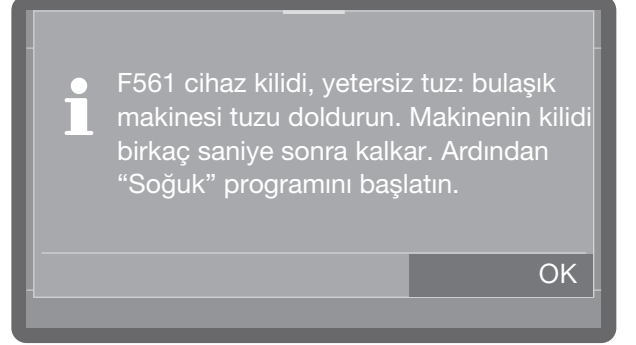 F561 cihaz kilidi, yetersiz tuz: bulaşık
makinesi tuzu doldurun. Makinenin kilidi
birkaç saniye sonra kalkar. Ardından
“Soğuk” programını başlatın.
OK